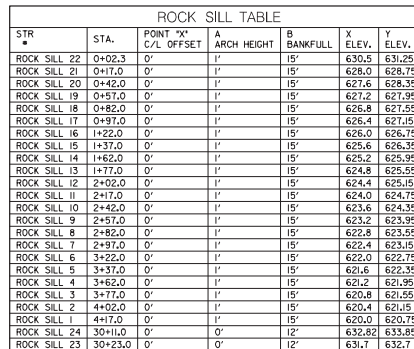 ROCK SILL TABLE
STR * STA. POINT "X" C/L OFFSET A ARCH HEIGHT B BANKFULL X ELEV. Y ELEV.
ROCK SILL 22 0+02.3 0' 1' 15' 630.5 631.25
ROCK SILL 21 0+17.0 0' 1' 15' 628.0 628.75
ROCK SILL 20 0+42.0 0' 1' 15' 627.6 628.35
ROCK SILL 19 0+57.0 0' 1' 15' 627.2 627.95
ROCK SILL 18 0+82.0 0' 1' 15' 626.8 627.55
ROCK SILL 17 0+97.0 0' 1' 15' 626.4 627.15
ROCK SILL 16 1+22.0 0' 1' 15' 626.0 626.75
ROCK SILL 15 1+37.0 0' 1' 15' 625.6 626.35
ROCK SILL 14 1+62.0 0' 1' 15' 625.2 625.95
ROCK SILL 13 1+77.0 0' 1' 15' 624.8 625.55
ROCK SILL 12 2+02.0 0' 1' 15' 624.4 625.15
ROCK SILL 11 2+17.0 0' 1' 15' 624.0 624.75
ROCK SILL 10 2+42.0 0' 1' 15' 623.6 624.35
ROCK SILL 9 2+57.0 0' 1' 15' 623.2 623.95
ROCK SILL 8 2+82.0 0' 1' 15' 622.8 623.55
ROCK SILL 7 2+97.0 0' 1' 15' 622.4 623.15
ROCK SILL 6 3+22.0 0' 1' 15' 622.0 622.75
ROCK SILL 5 3+37.0 0' 1' 15' 621.6 622.35
ROCK SILL 4 3+62.0 0' 1' 15' 621.2 621.95
ROCK SILL 3 3+77.0 0' 1' 15' 620.8 621.55
ROCK SILL 2 4+02.0 0' 1' 15' 620.4 621.15
ROCK SILL 1 4+17.0 0' 1' 15' 620.0 620.75
ROCK SILL 24 30+11.0 0' 0' 12' 632.82 633.85
ROCK SILL 23 30+23.0 0' 0' 12' 631.7 632.7